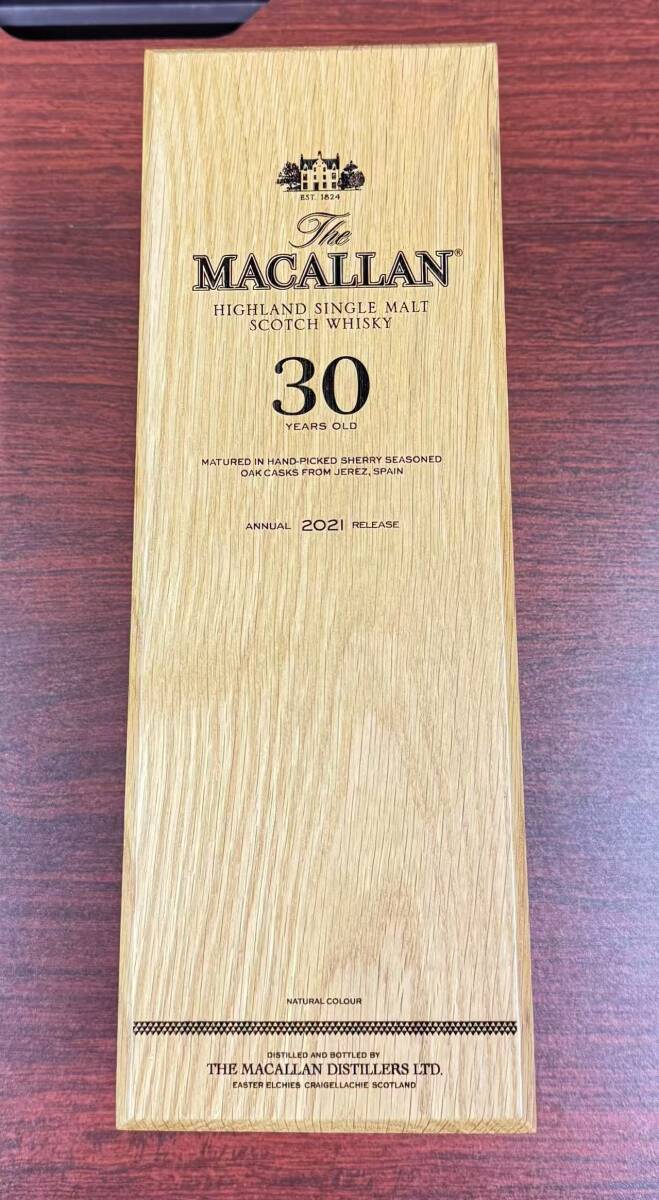 EST. 1824
The
MACALLAN®
HIGHLAND SINGLE MALT
SCOTCH WHISKY
30
YEARS OLD
MATURED IN HAND-PICKED SHERRY SEASONED
OAK CASKS FROM JEREZ, SPAIN
ANNUAL 2021 RELEASE
NATURAL COLOUR
DISTILLED AND BOTTLED BY
THE MACALLAN DISTILLERS LTD.
EASTER ELCHIES CRAIGELLACHIE SCOTLAND